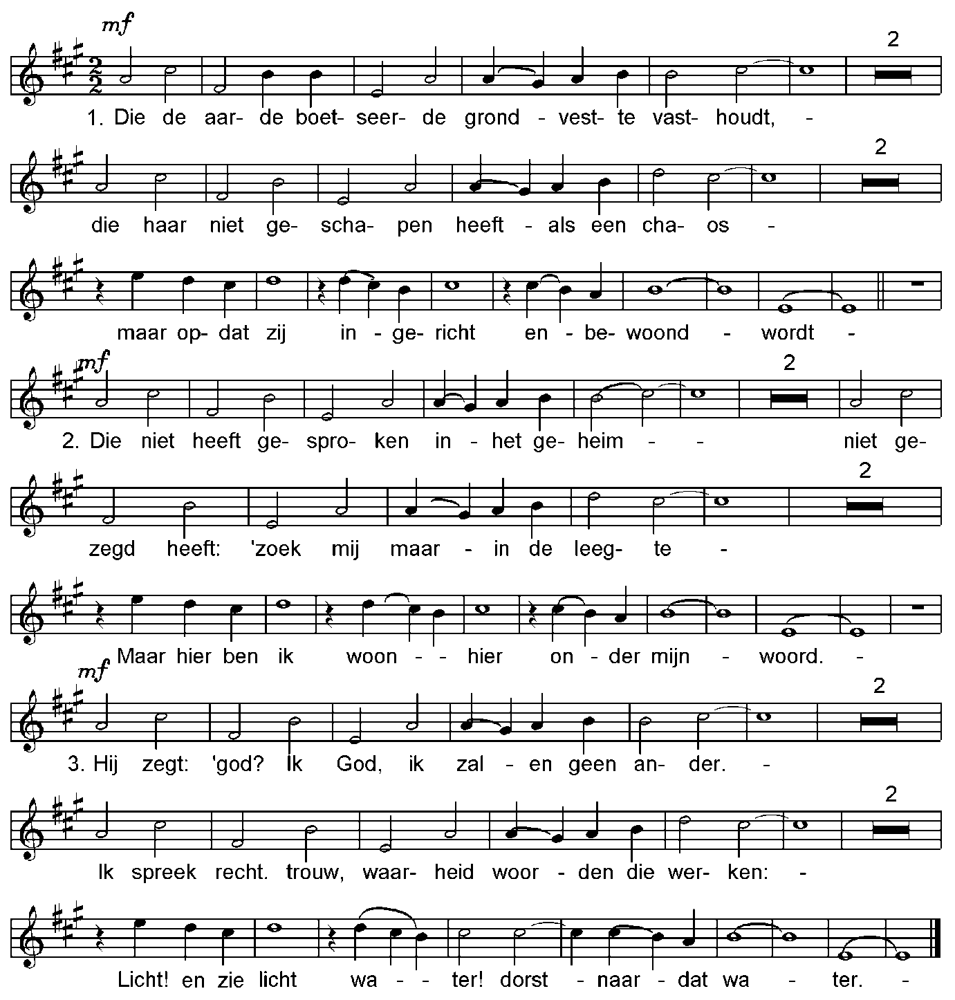 mf
2
2
2
1. Die de aar- de boet- seer- de grond - vest- te vast- houdt, -
2
die haar niet ge- scha- pen heeft - als een cha- os -
maar op- dat zij in - ge- richt en - be- woond - wordt -
mf
2
2. Die niet heeft ge- spro- ken in - het ge- heim - - niet ge-
2
zegd heeft: 'zoek mij maar - in de leeg- te -
Maar hier ben ik woon - - hier on - der mijn - woord. -
mf
2
3. Hij zegt: 'god? Ik God, ik zal - en geen an- der. -
2
Ik spreek recht. trouw, waar- heid woor - den die wer- ken: -
Licht! en zie licht wa - - ter! dorst - naar - dat wa - ter. -